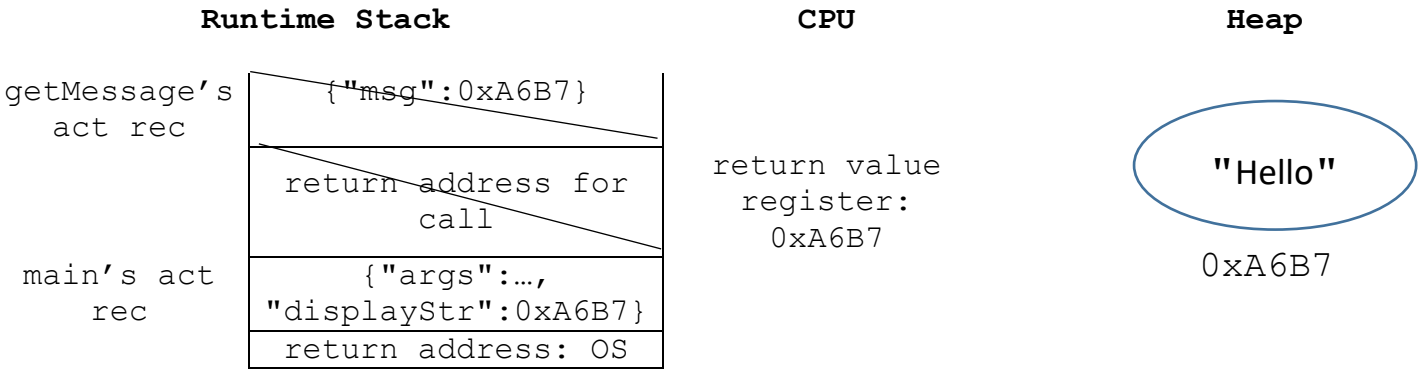 Runtime Stack
CPU
Heap
getMessage’s
act rec
{"msg":0xA6B7}
return address for
call
main’s act
rec
{"args":…,
"displayStr":0xA6B7}
return address: OS
return value
register:
0xA6B7
"Hello"
0xA6B7